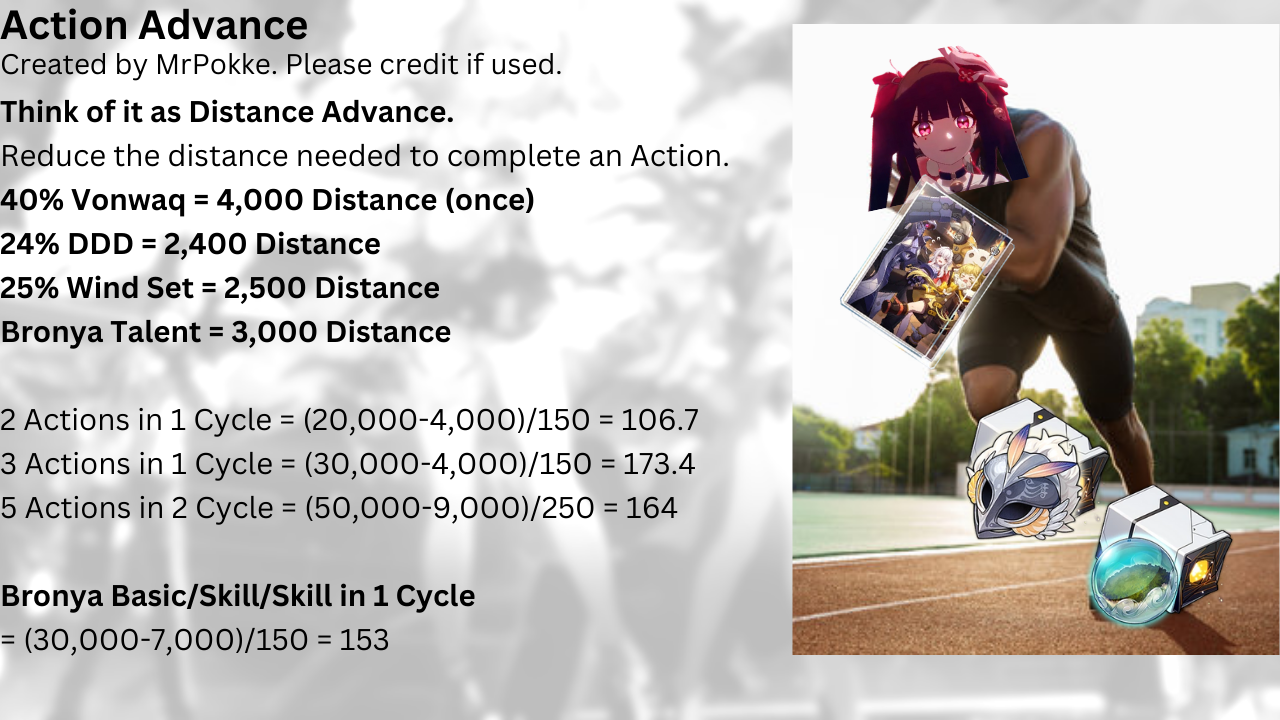 Action Advance
Created by MrPokke. Please credit if used.
Think of it as Distance Advance.
Reduce the distance needed to complete an Action.
40% Vonwaq = 4,000 Distance (once)
24% DDD = 2,400 Distance
25% Wind Set = 2,500 Distance
Bronya Talent = 3,000 Distance
2 Actions in 1 Cycle = (20,000-4,000)/150 = 106.7
3 Actions in 1 Cycle = (30,000-4,000)/150 = 173.4
5 Actions in 2 Cycle = (50,000-9,000)/250 = 164
Bronya Basic/Skill/Skill in 1 Cycle
= (30,000-7,000)/150 = 153